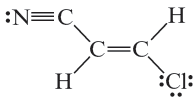 :N≡C H
C=C
H :Cl: